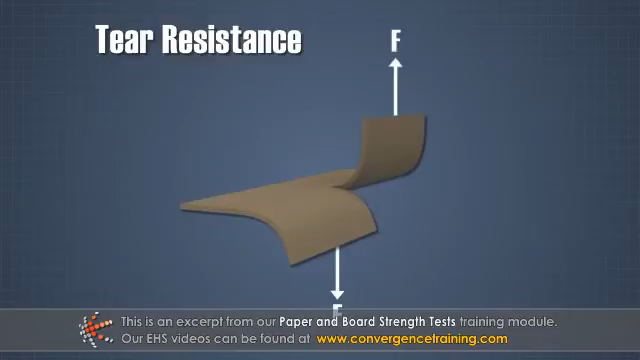 Tear Resistance
F
F
This is an excerpt from our Paper and Board Strength Tests training module.
Our EHS videos can be found at www.convergencetraining.com